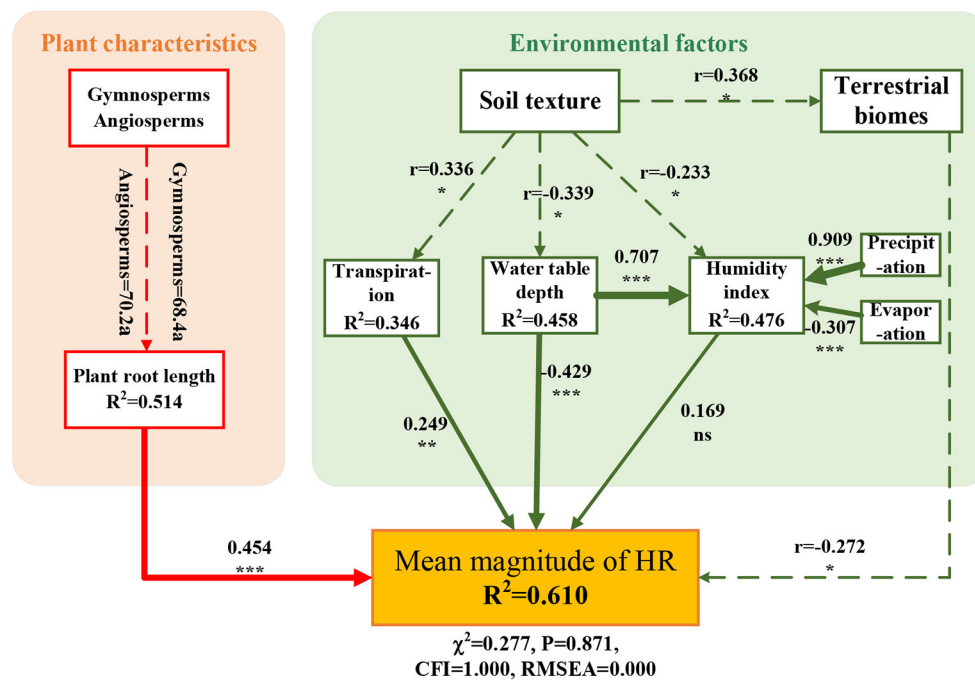 Plant characteristics
Gymnosperms
Angiosperms
Gymnosperms=68.4a
Angiosperms=70.2a
Plant root length
R²=0.514
0.454
***
Environmental factors
Soil texture
r=0.368
*
Terrestrial
biomes
r=0.336
*
r=-0.339
*
r=-0.233
*
Transpirat-
ion
R²=0.346
Water table
depth
R²=0.458
0.707
***
Humidity
index
R²=0.476
0.909
***
Precipit
-ation
-0.307
***
Evapor
-ation
0.249
**
-0.429
***
0.169
ns
r=-0.272
*
Mean magnitude of HR
R²=0.610
χ²=0.277, P=0.871,
CFI=1.000, RMSEA=0.000